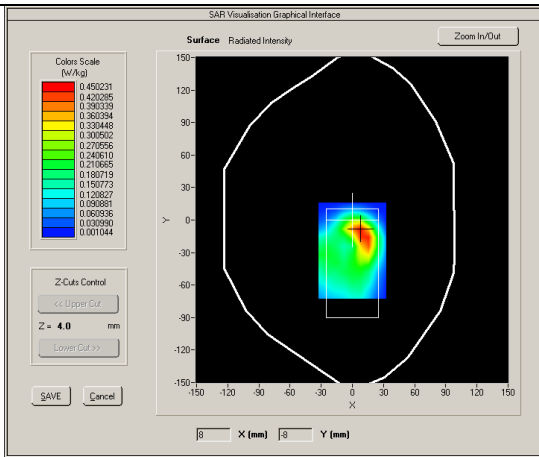 SAR Visualisation Graphical Interface
Surface Radiated Intensity
Zoom In/Out
Colors Scale
(W/kg)
0.450231
0.420285
0.390339
0.360394
0.330448
0.300502
0.270556
0.240610
0.210665
0.180719
0.150773
0.120827
0.090881
0.060936
0.030990
0.001044
Z-Cuts Control
<< Upper Cut
Z = 4.0 mm
Lower Cut >>
SAVE
Cancel
150
120
90
60
30
0
-30
-60
-90
-120
-150
Y
-150 -120 -90 -60 -30 0 30 60 90 120 150
X
8 X (mm) -8 Y (mm)